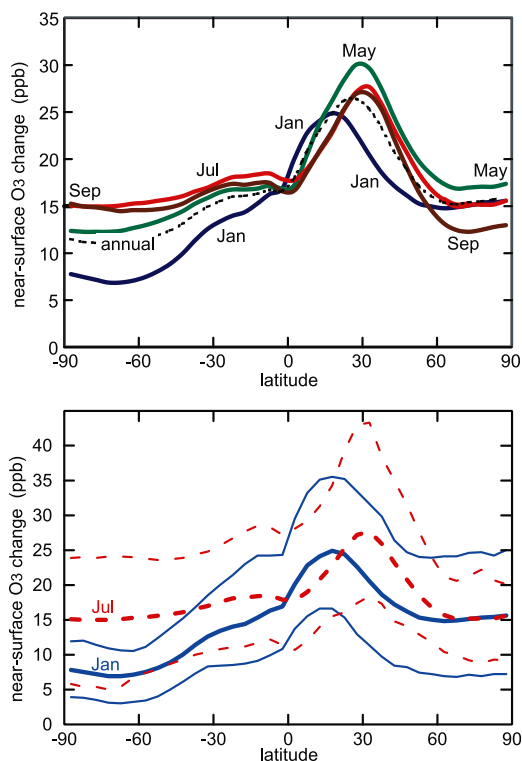 near-surface O3 change (ppb)
35
30
25
20
15
10
5
0
May
Jan
Jul
Sep
May
Jan
annual
Jan
Sep
-90 -60 -30 0 30 60 90
latitude
near-surface O3 change (ppb)
40
35
30
25
20
15
10
5
0
Jul
Jan
-90 -60 -30 0 30 60 90
latitude